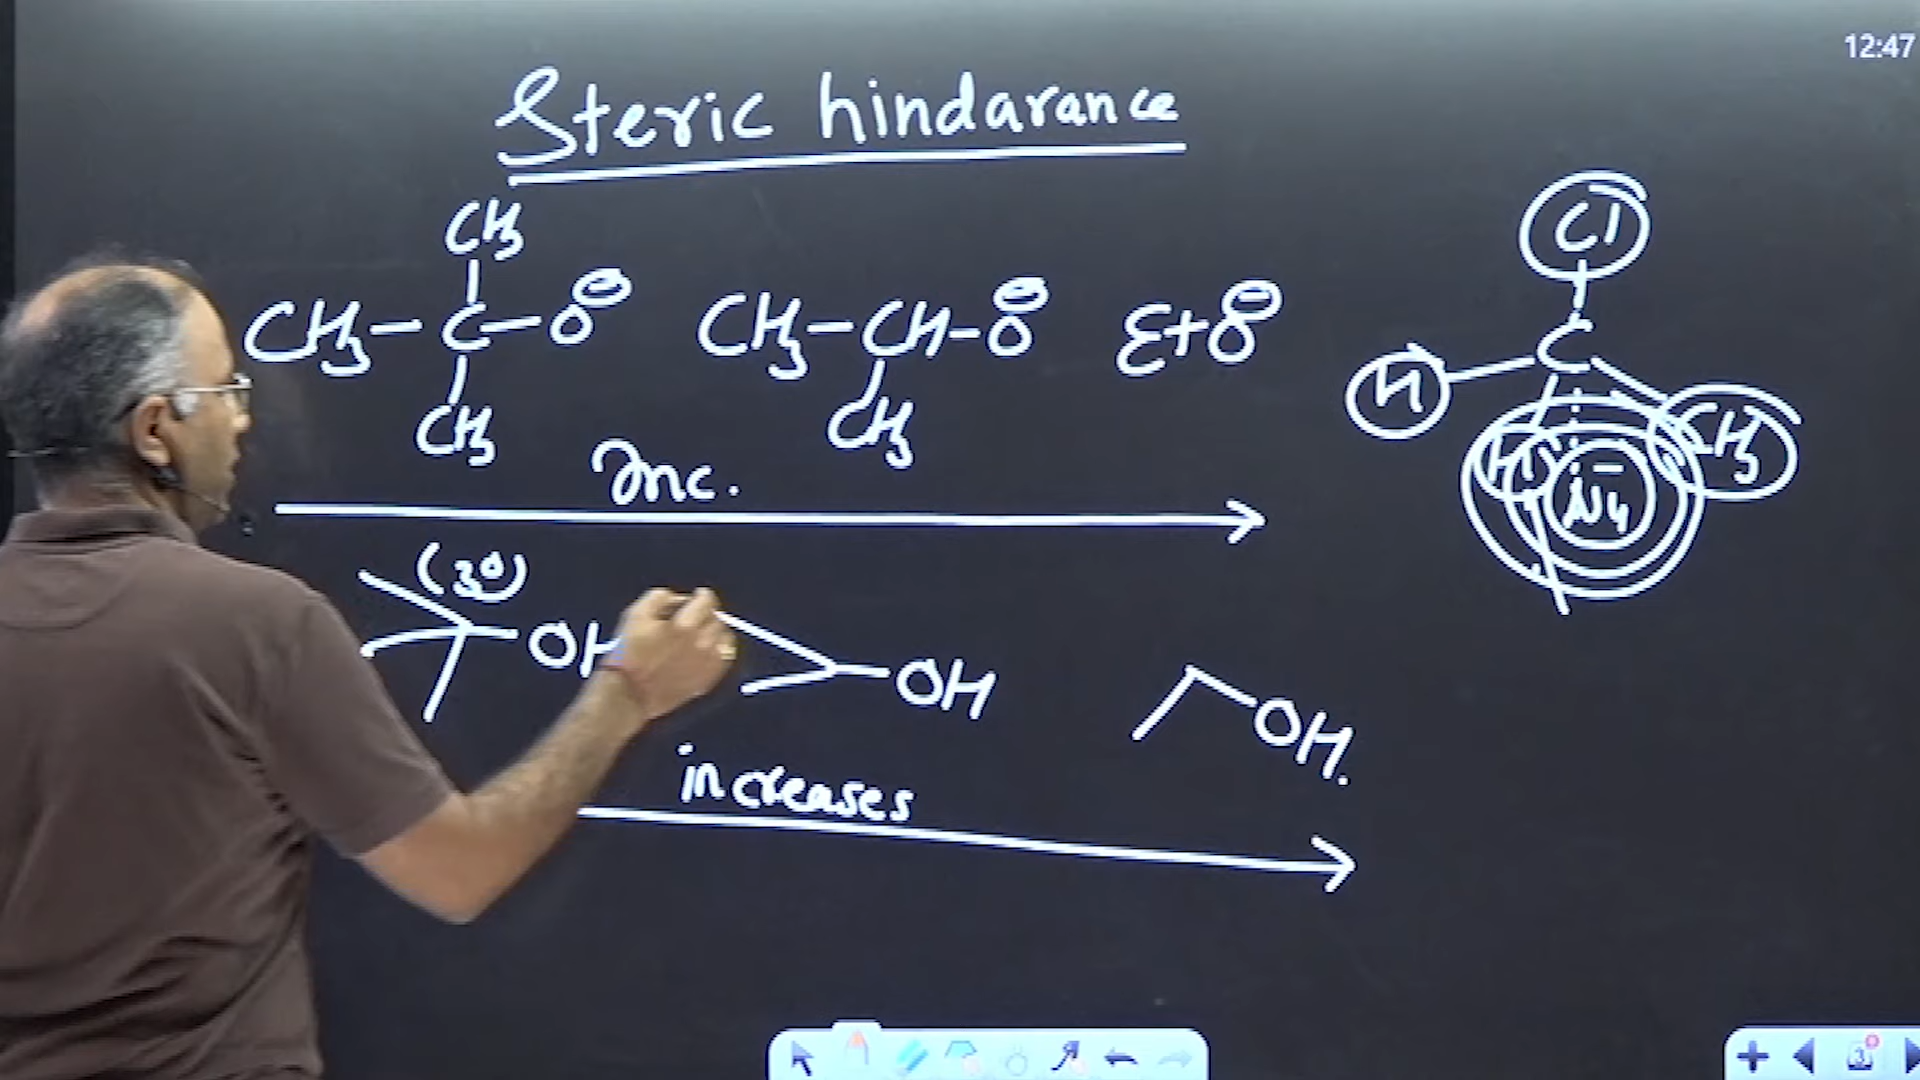 12:47
Steric hindarance
CH3
CH3-C-O⊖ CH3-CH-O⊖ EtO⊖
CH3 CH3
Cl
C
H H CH3
Nu-
Inc.
(3°)
OH OH OH.
increases